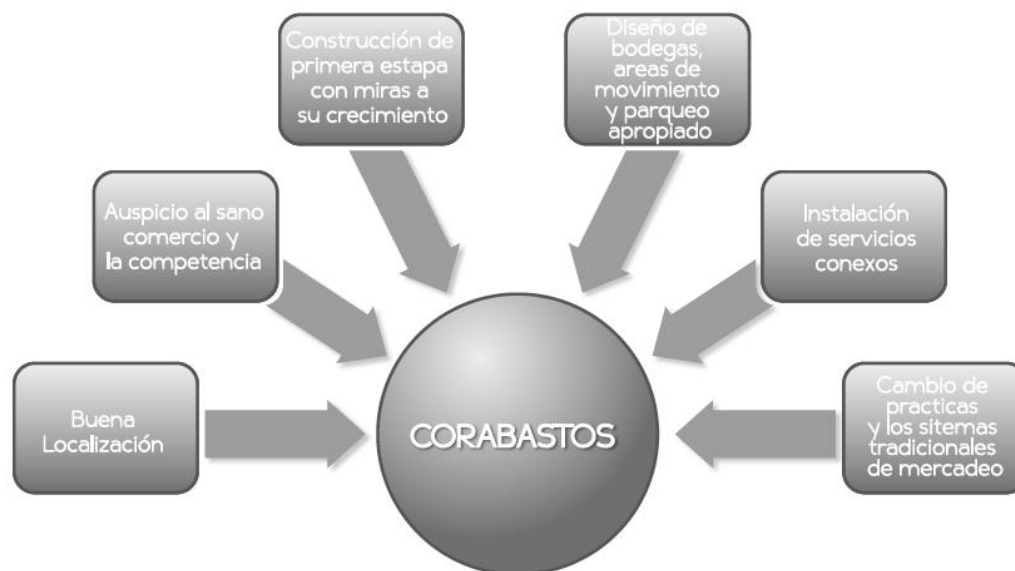 Construcción de
primera estapa
con miras a
su crecimiento
Diseño de
bodegas,
areas de
movimiento
y parqueo
apropiado
Auspicio al sano
comercio y
la competencia
Instalación
de servicios
conexos
Buena
Localización
CORABASTOS
Cambio de
practicas
y los sitemas
tradicionales
de mercadeo